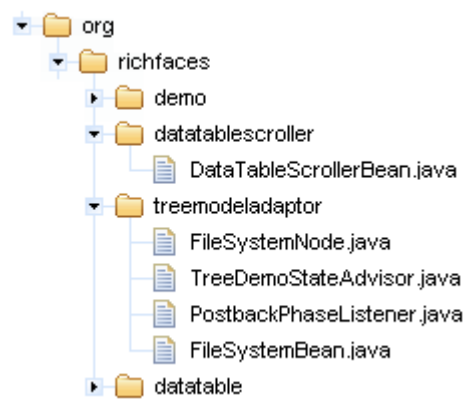 org
richfaces
demo
datatablescroller
DataTableScrollerBean.java
treemodeladaptor
FileSystemNode.java
TreeDemoStateAdvisor.java
PostbackPhaseListener.java
FileSystemBean.java
datatable